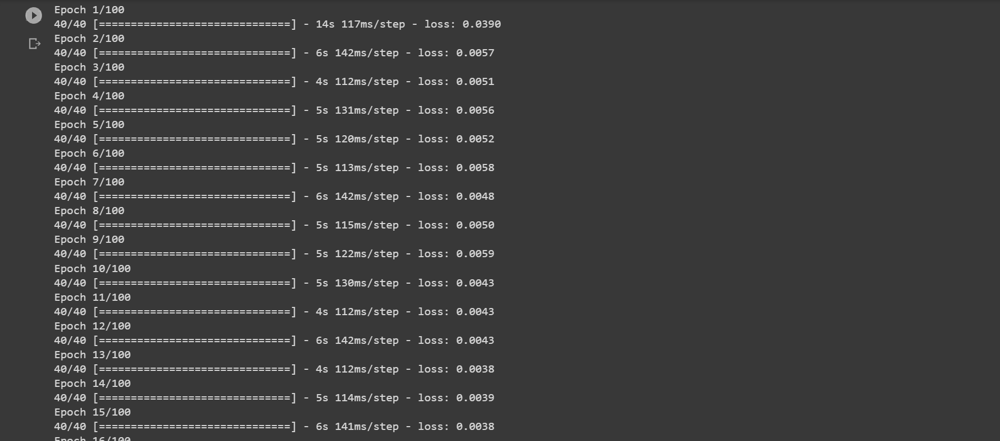 Epoch 1/100
40/40 [==============================] - 14s 117ms/step - loss: 0.0390
Epoch 2/100
40/40 [==============================] - 6s 142ms/step - loss: 0.0057
Epoch 3/100
40/40 [==============================] - 4s 112ms/step - loss: 0.0051
Epoch 4/100
40/40 [==============================] - 5s 131ms/step - loss: 0.0056
Epoch 5/100
40/40 [==============================] - 5s 120ms/step - loss: 0.0052
Epoch 6/100
40/40 [==============================] - 5s 113ms/step - loss: 0.0058
Epoch 7/100
40/40 [==============================] - 6s 142ms/step - loss: 0.0048
Epoch 8/100
40/40 [==============================] - 5s 115ms/step - loss: 0.0050
Epoch 9/100
40/40 [==============================] - 5s 122ms/step - loss: 0.0059
Epoch 10/100
40/40 [==============================] - 5s 130ms/step - loss: 0.0043
Epoch 11/100
40/40 [==============================] - 4s 112ms/step - loss: 0.0043
Epoch 12/100
40/40 [==============================] - 6s 142ms/step - loss: 0.0043
Epoch 13/100
40/40 [==============================] - 4s 112ms/step - loss: 0.0038
Epoch 14/100
40/40 [==============================] - 5s 114ms/step - loss: 0.0039
Epoch 15/100
40/40 [==============================] - 6s 141ms/step - loss: 0.0038
Epoch 16/100